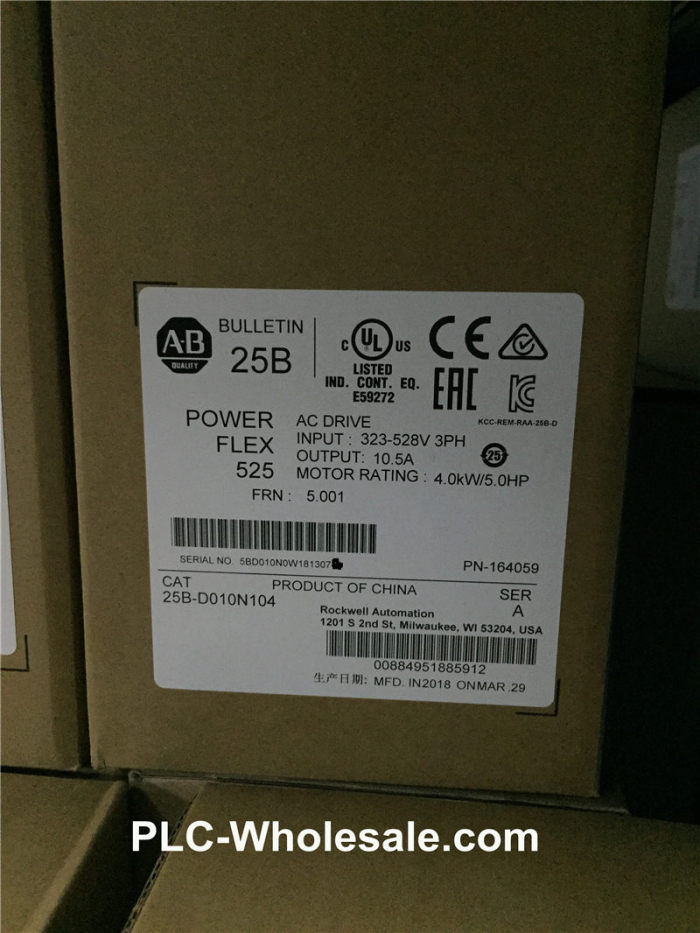 A-B
QUALITY
BULLETIN
25B
C UL US
LISTED
IND. CONT. EQ.
E59272
CE
EAC
KC
KCC-REM-RAA-25B-D
POWER
FLEX
525
AC DRIVE
INPUT : 323-528V 3PH
OUTPUT: 10.5A
MOTOR RATING : 4.0kW/5.0HP
25
FRN : 5.001
SERIAL NO. 5BD010N0W181307
PN-164059
CAT
25B-D010N104
PRODUCT OF CHINA
SER
A
Rockwell Automation
1201 S 2nd St, Milwaukee, WI 53204, USA
00884951885912
生产日期: MFD. IN2018 ONMAR .29
PLC-Wholesale.com